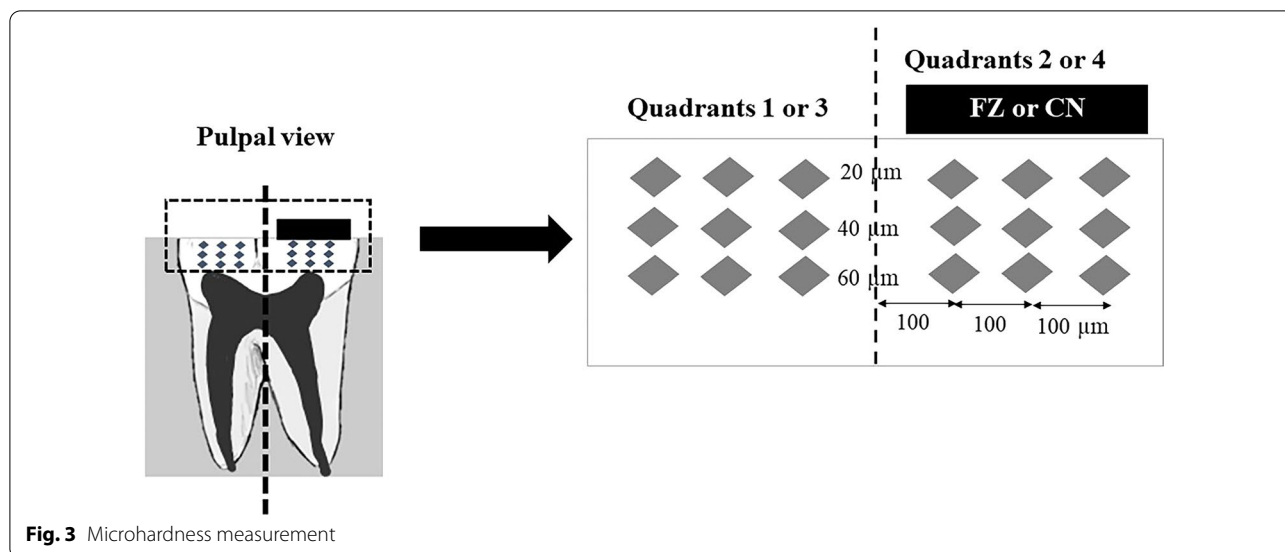 Pulpal view
Quadrants 1 or 3
Quadrants 2 or 4
FZ or CN
20 µm
40 µm
60 µm
100 100 100 µm
Fig. 3 Microhardness measurement